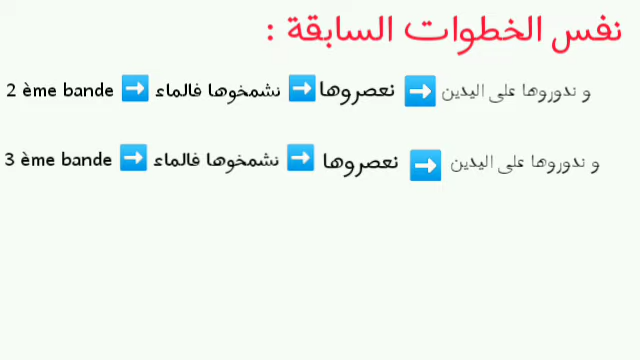 نفس الخطوات السابقة :
2 ème bande ➡️ نشمخوها فالماء ➡️ نعصروها ➡️ و ندوروها على اليدين
3 ème bande ➡️ نشمخوها فالماء ➡️ نعصروها ➡️ و ندوروها على اليدين